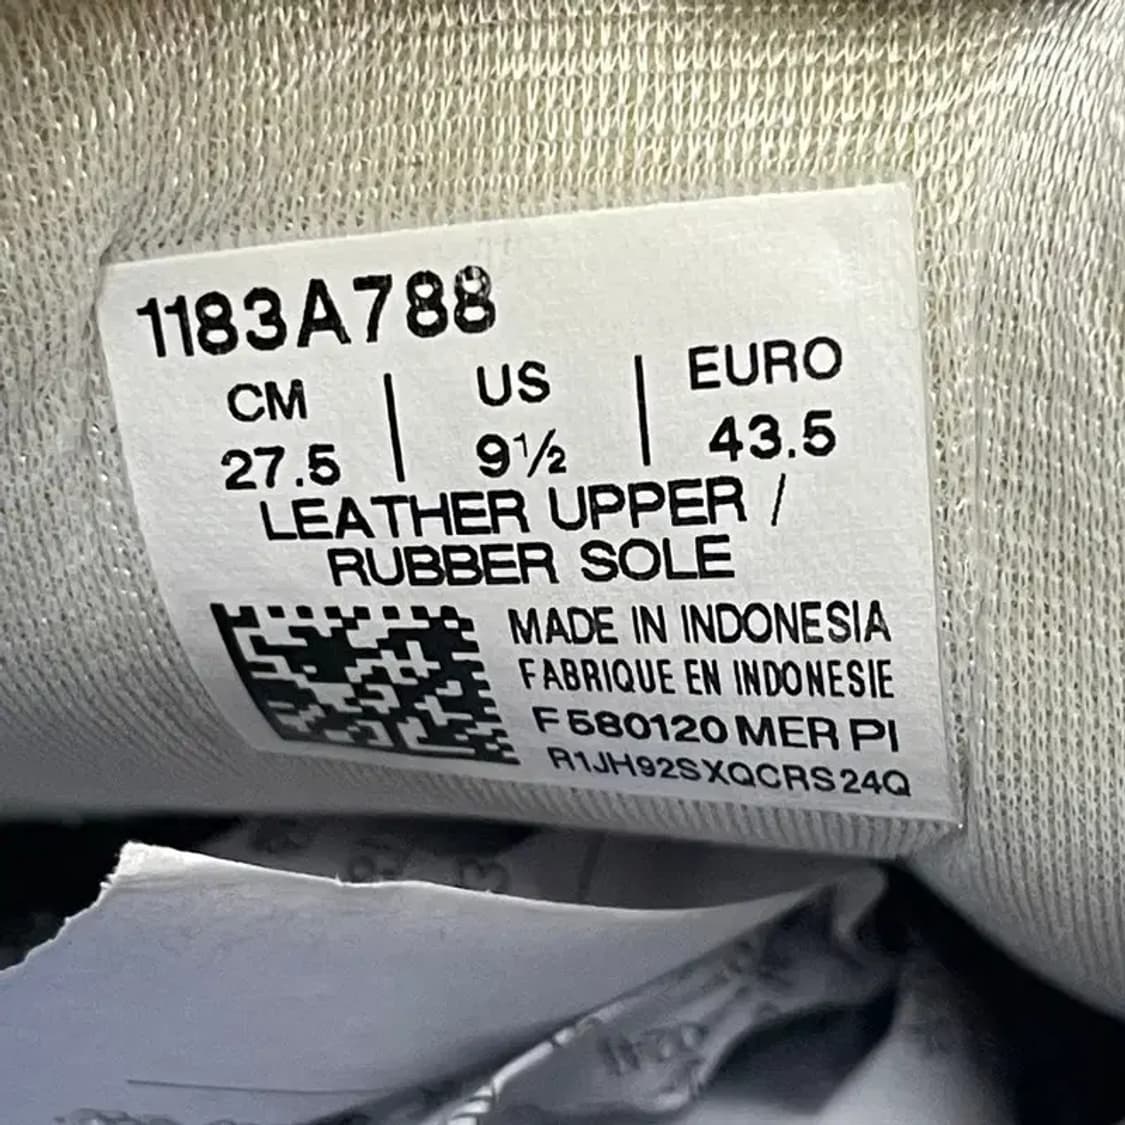 1183A788
CM | US | EURO
27.5 | 9½ | 43.5
LEATHER UPPER /
RUBBER SOLE
MADE IN INDONESIA
FABRIQUE EN INDONESIE
F580120 MER PI
R1JH92SXQCRS24Q